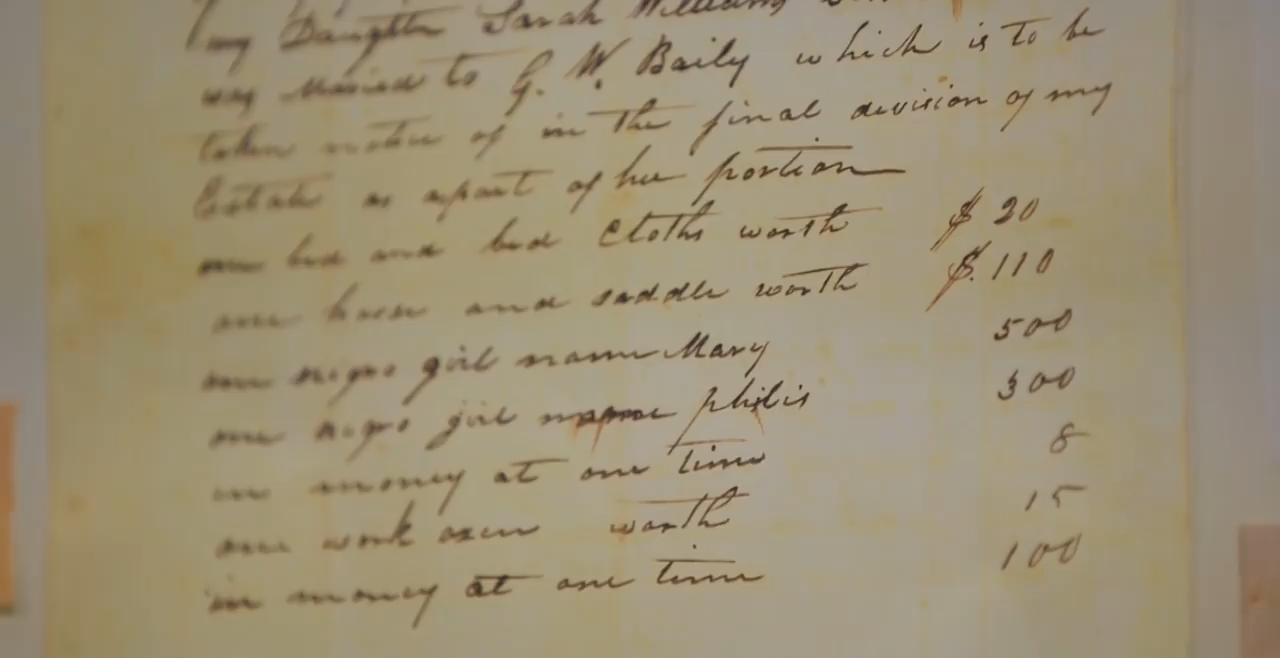 my Daughter Sarah Williams
was Maried to G. W. Baily which is to be
taken notice of in the final division of my
Estate as apart of her portion
one bed and bed Cloths worth $ 20
one horse and saddle worth $. 110
one negro girl name Mary 500
one negro girl name philis 300
in money at one time 8
one work oxen worth 15
in money at one time 100